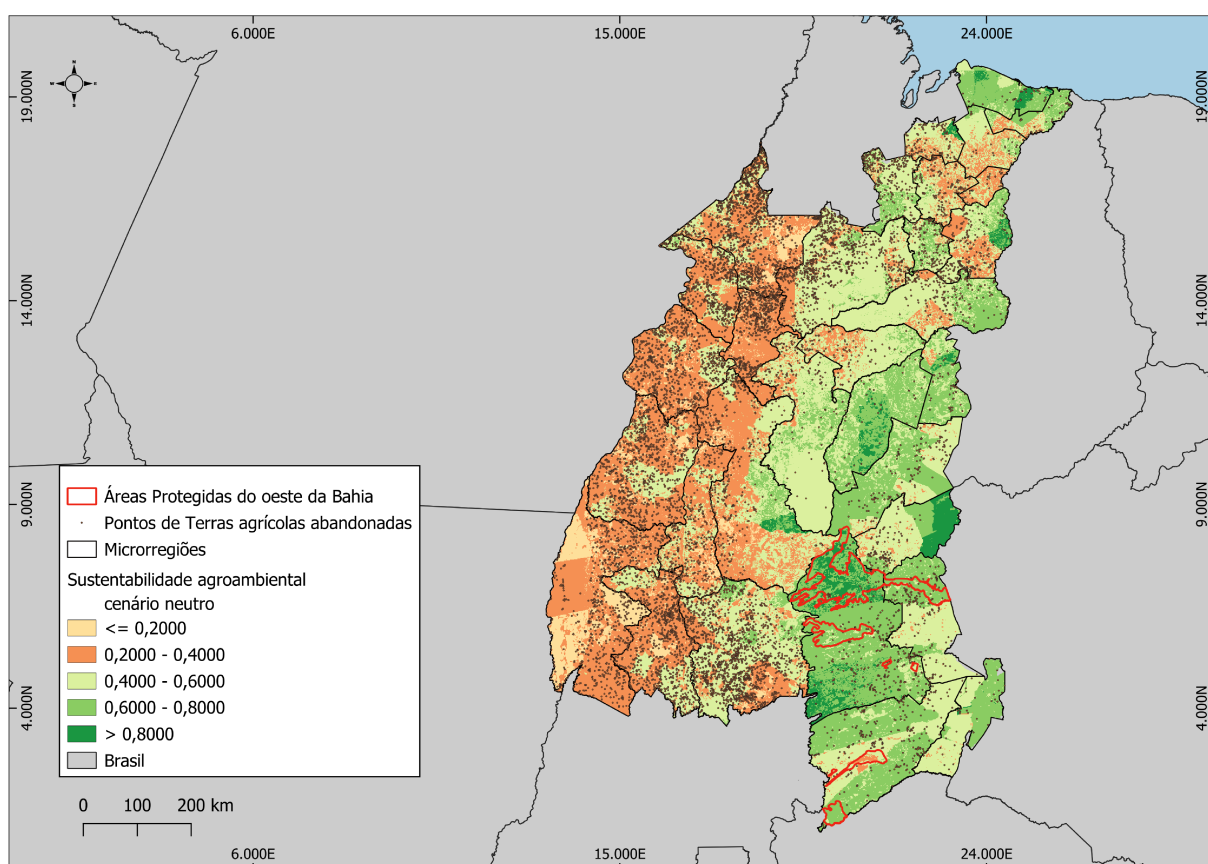 6.000E 15.000E 24.000E
N
W E
S
19.000N 19.000N
14.000N 14.000N
9.000N 9.000N
4.000N 4.000N
Áreas Protegidas do oeste da Bahia
Pontos de Terras agrícolas abandonadas
Microrregiões
Sustentabilidade agroambiental
cenário neutro
<= 0,2000
0,2000 - 0,4000
0,4000 - 0,6000
0,6000 - 0,8000
> 0,8000
Brasil
0 100 200 km
6.000E 15.000E 24.000E